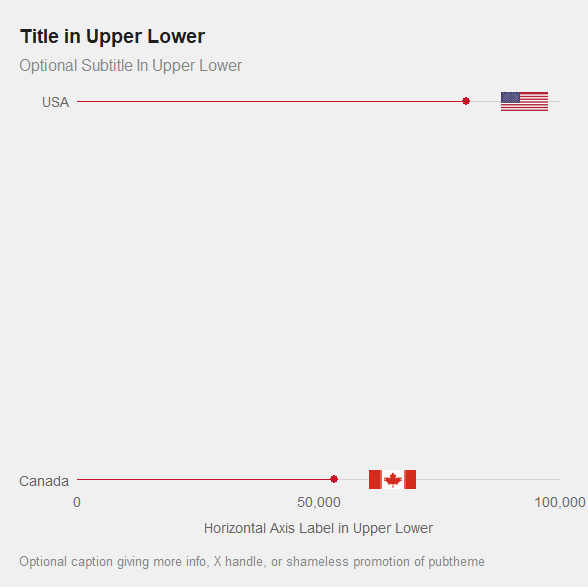 Title in Upper Lower
Optional Subtitle In Upper Lower
USA
Canada
0 50,000 100,000
Horizontal Axis Label in Upper Lower
Optional caption giving more info, X handle, or shameless promotion of pubtheme